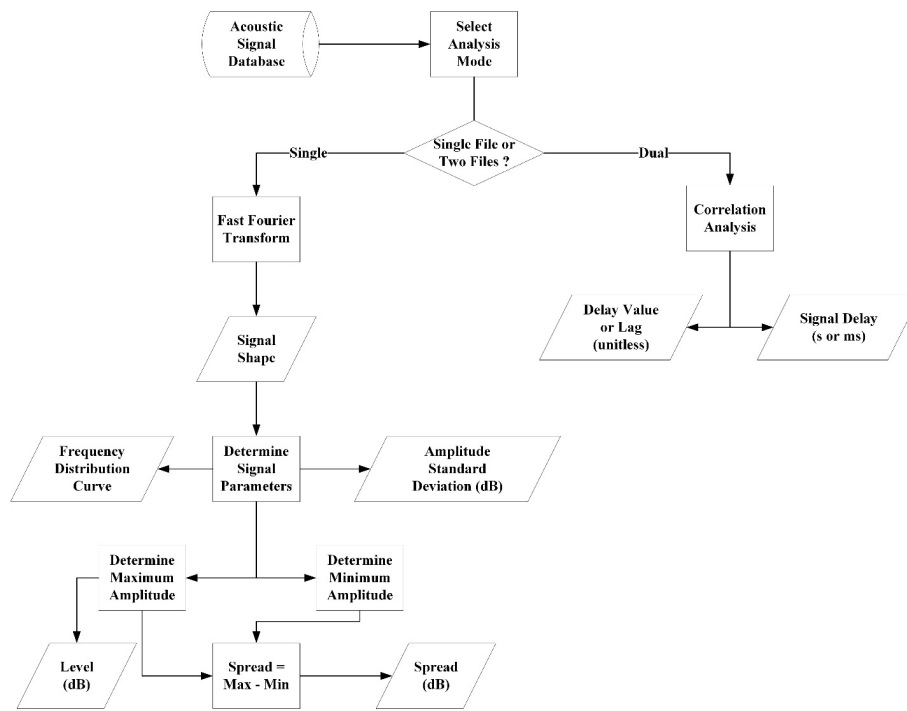 Acoustic
Signal
Database
Select
Analysis
Mode
Single File or
Two Files ?
Single
Dual
Fast Fourier
Transform
Correlation
Analysis
Signal
Shape
Delay Value
or Lag
(unitless)
Signal Delay
(s or ms)
Frequency
Distribution
Curve
Determine
Signal
Parameters
Amplitude
Standard
Deviation (dB)
Determine
Maximum
Amplitude
Determine
Minimum
Amplitude
Level
(dB)
Spread =
Max - Min
Spread
(dB)